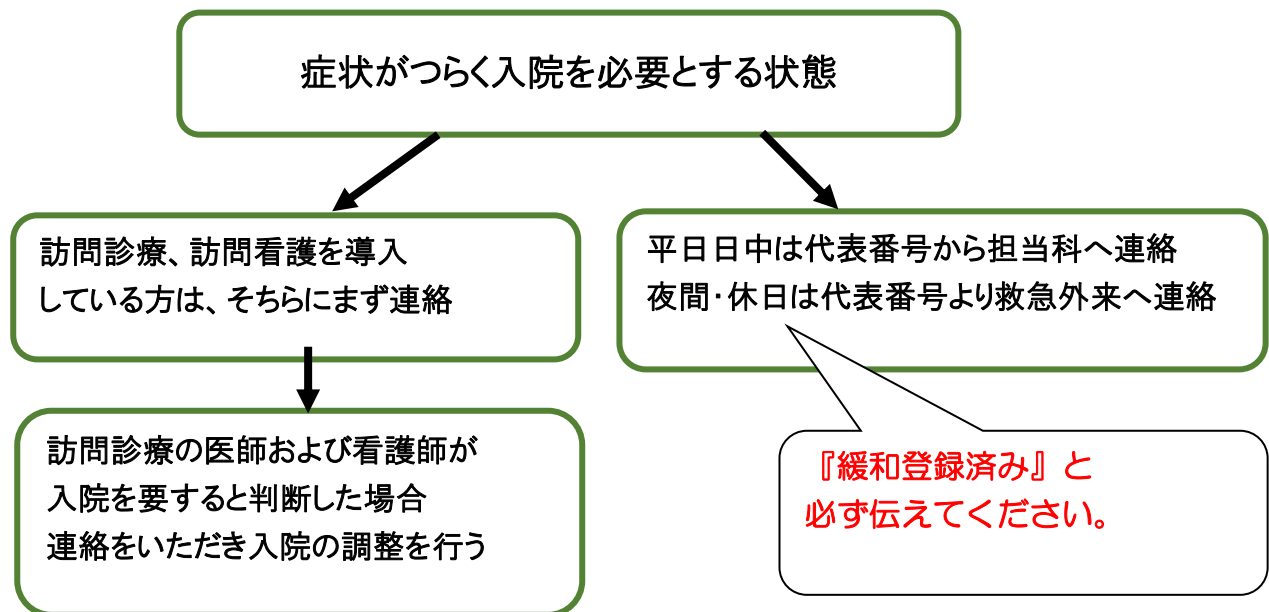 症状がつらく入院を必要とする状態
訪問診療、訪問看護を導入
している方は、そちらにまず連絡
平日日中は代表番号から担当科へ連絡
夜間・休日は代表番号より救急外来へ連絡
訪問診療の医師および看護師が
入院を要すると判断した場合
連絡をいただき入院の調整を行う
『緩和登録済み』と
必ず伝えてください。